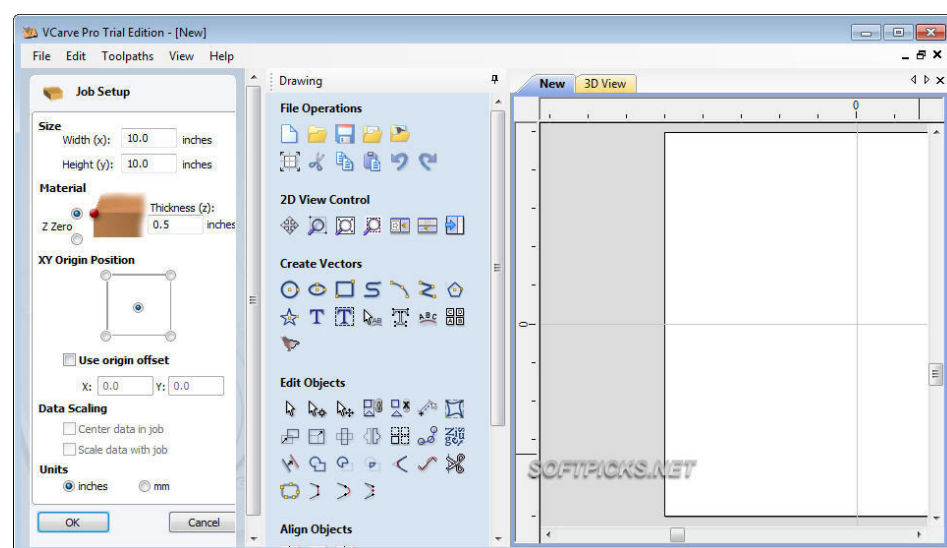 VCarve Pro Trial Edition - [New]
File Edit Toolpaths View Help
Job Setup
Size
Width (x): 10.0 inches
Height (y): 10.0 inches
Material
Thickness (z):
Z Zero 0.5 inches
XY Origin Position
Use origin offset
X: 0.0 Y: 0.0
Data Scaling
Center data in job
Scale data with job
Units
inches mm
OK Cancel
Drawing
File Operations
2D View Control
Create Vectors
Edit Objects
Align Objects
New 3D View
0
0
SOFTPICKS.NET